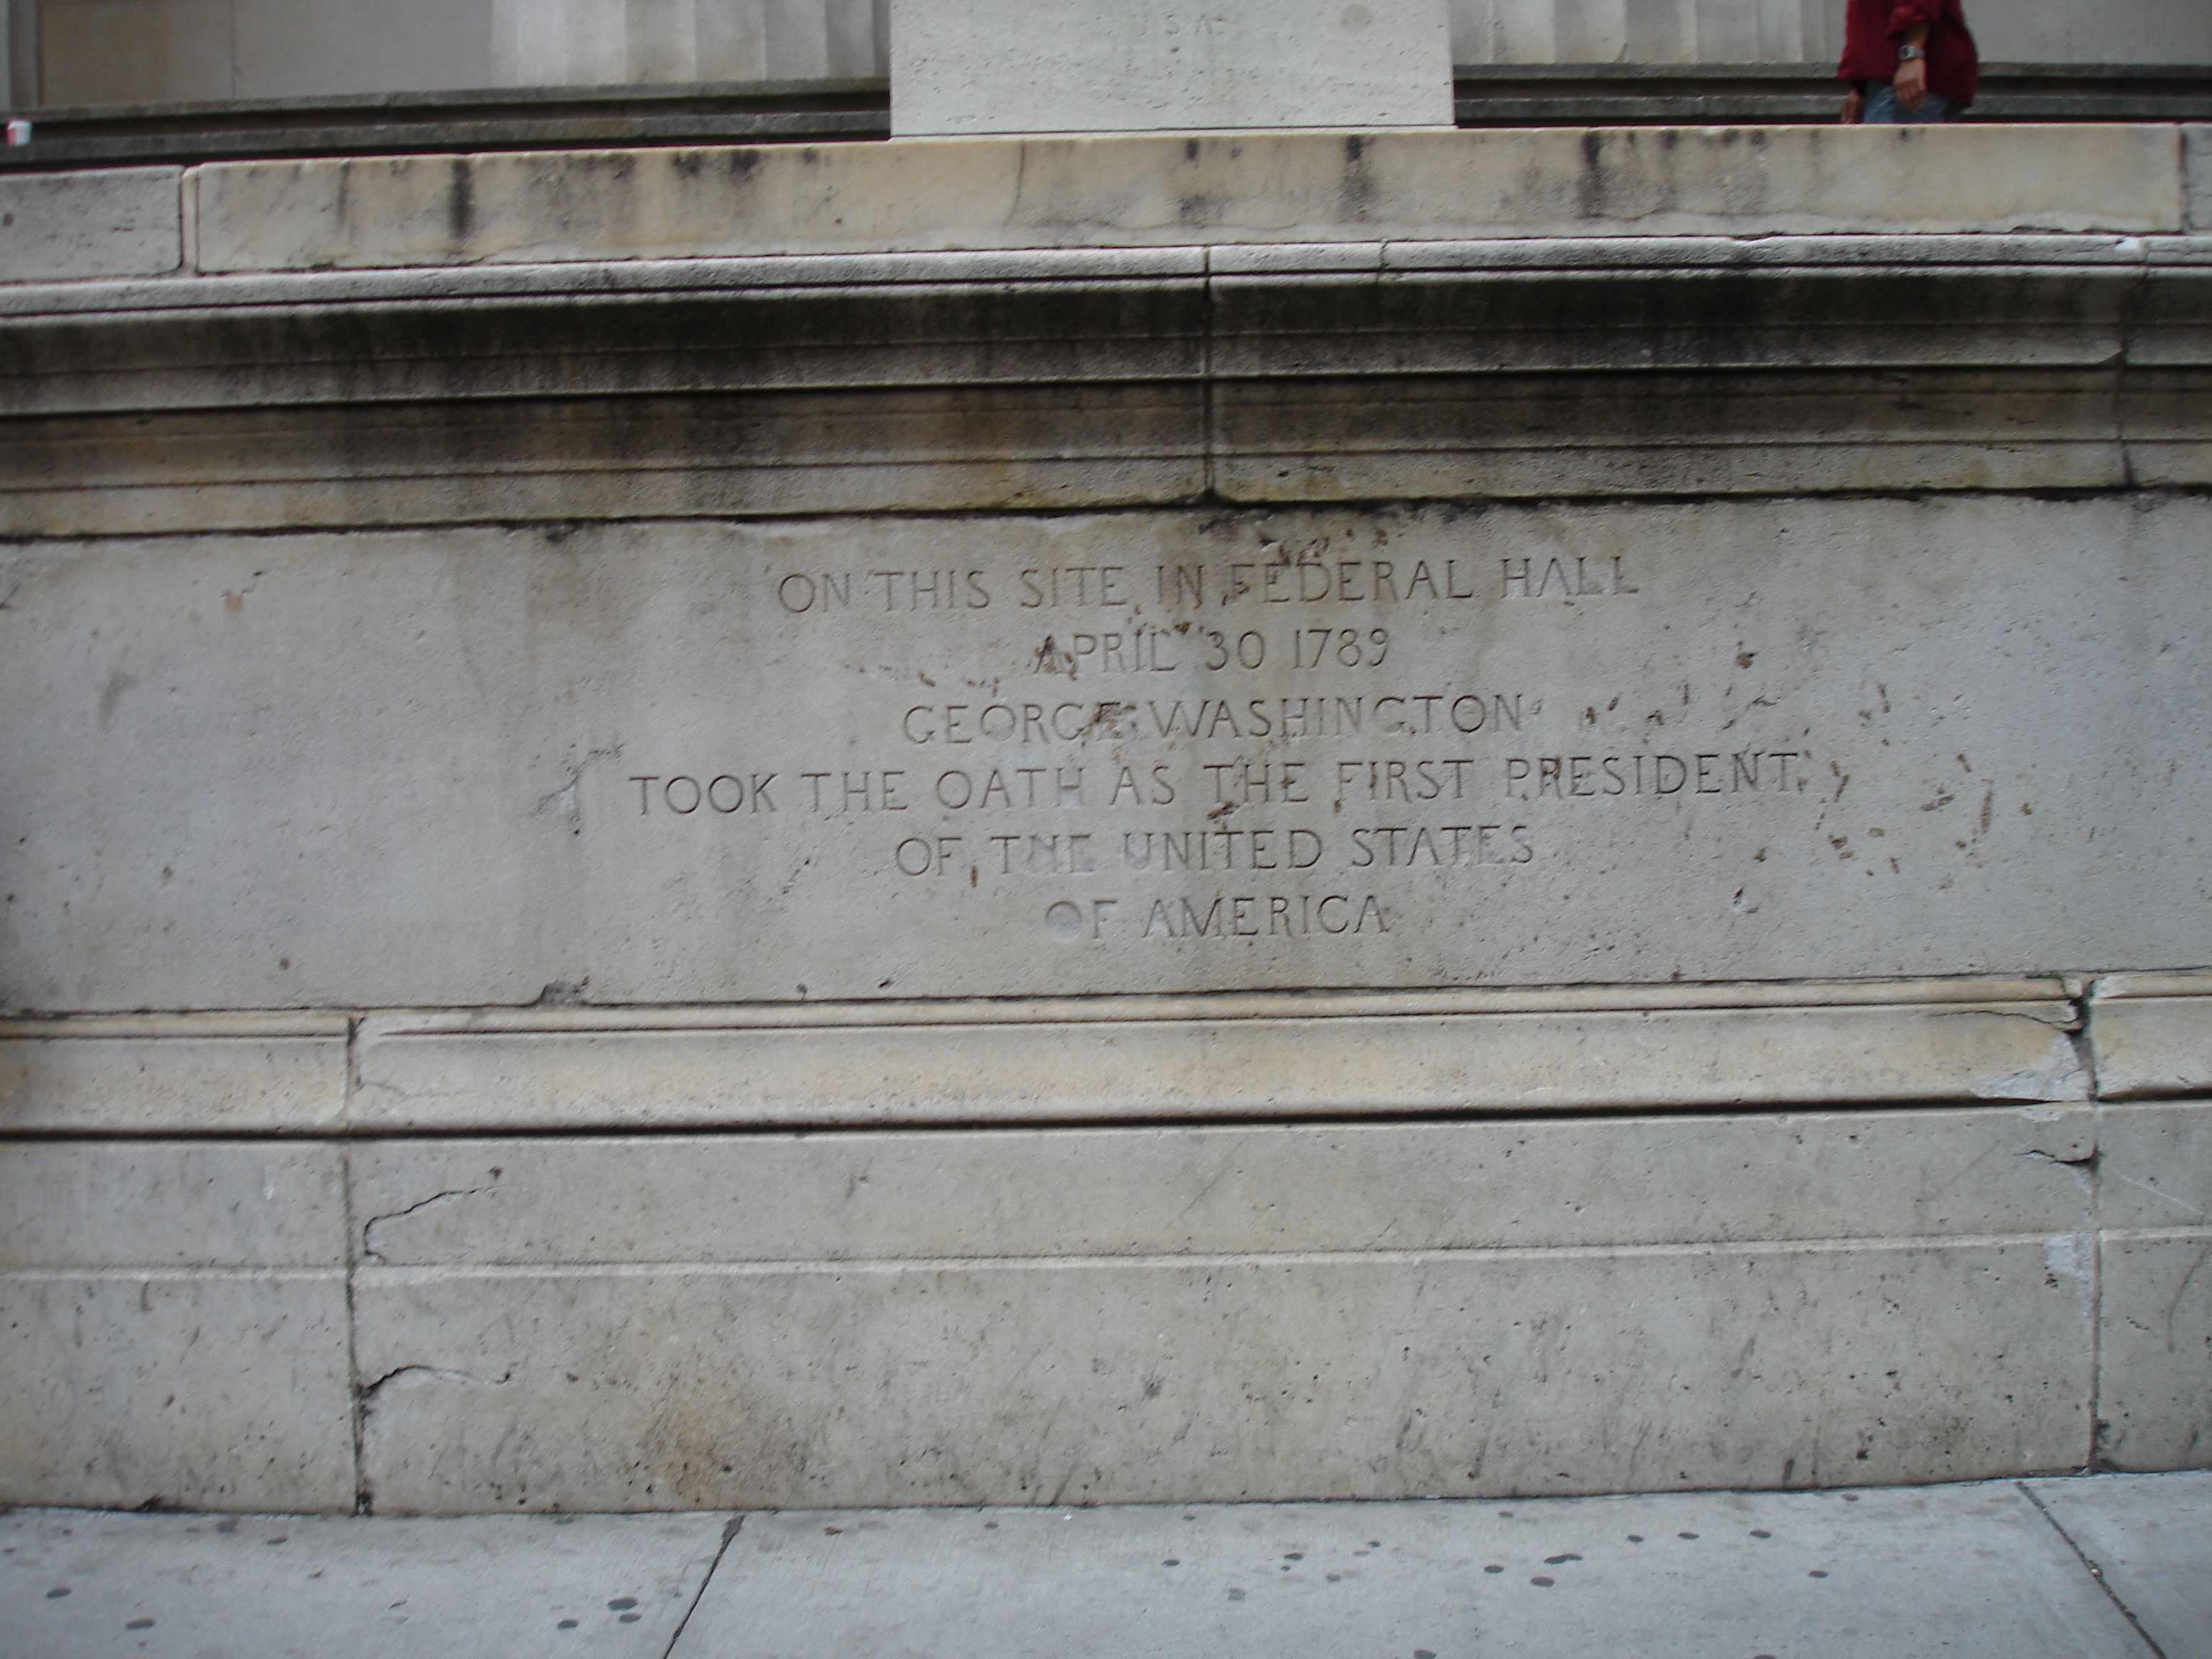 USA
ON THIS SITE IN FEDERAL HALL
APRIL 30 1789
GEORGE WASHINGTON
TOOK THE OATH AS THE FIRST PRESIDENT
OF THE UNITED STATES
OF AMERICA